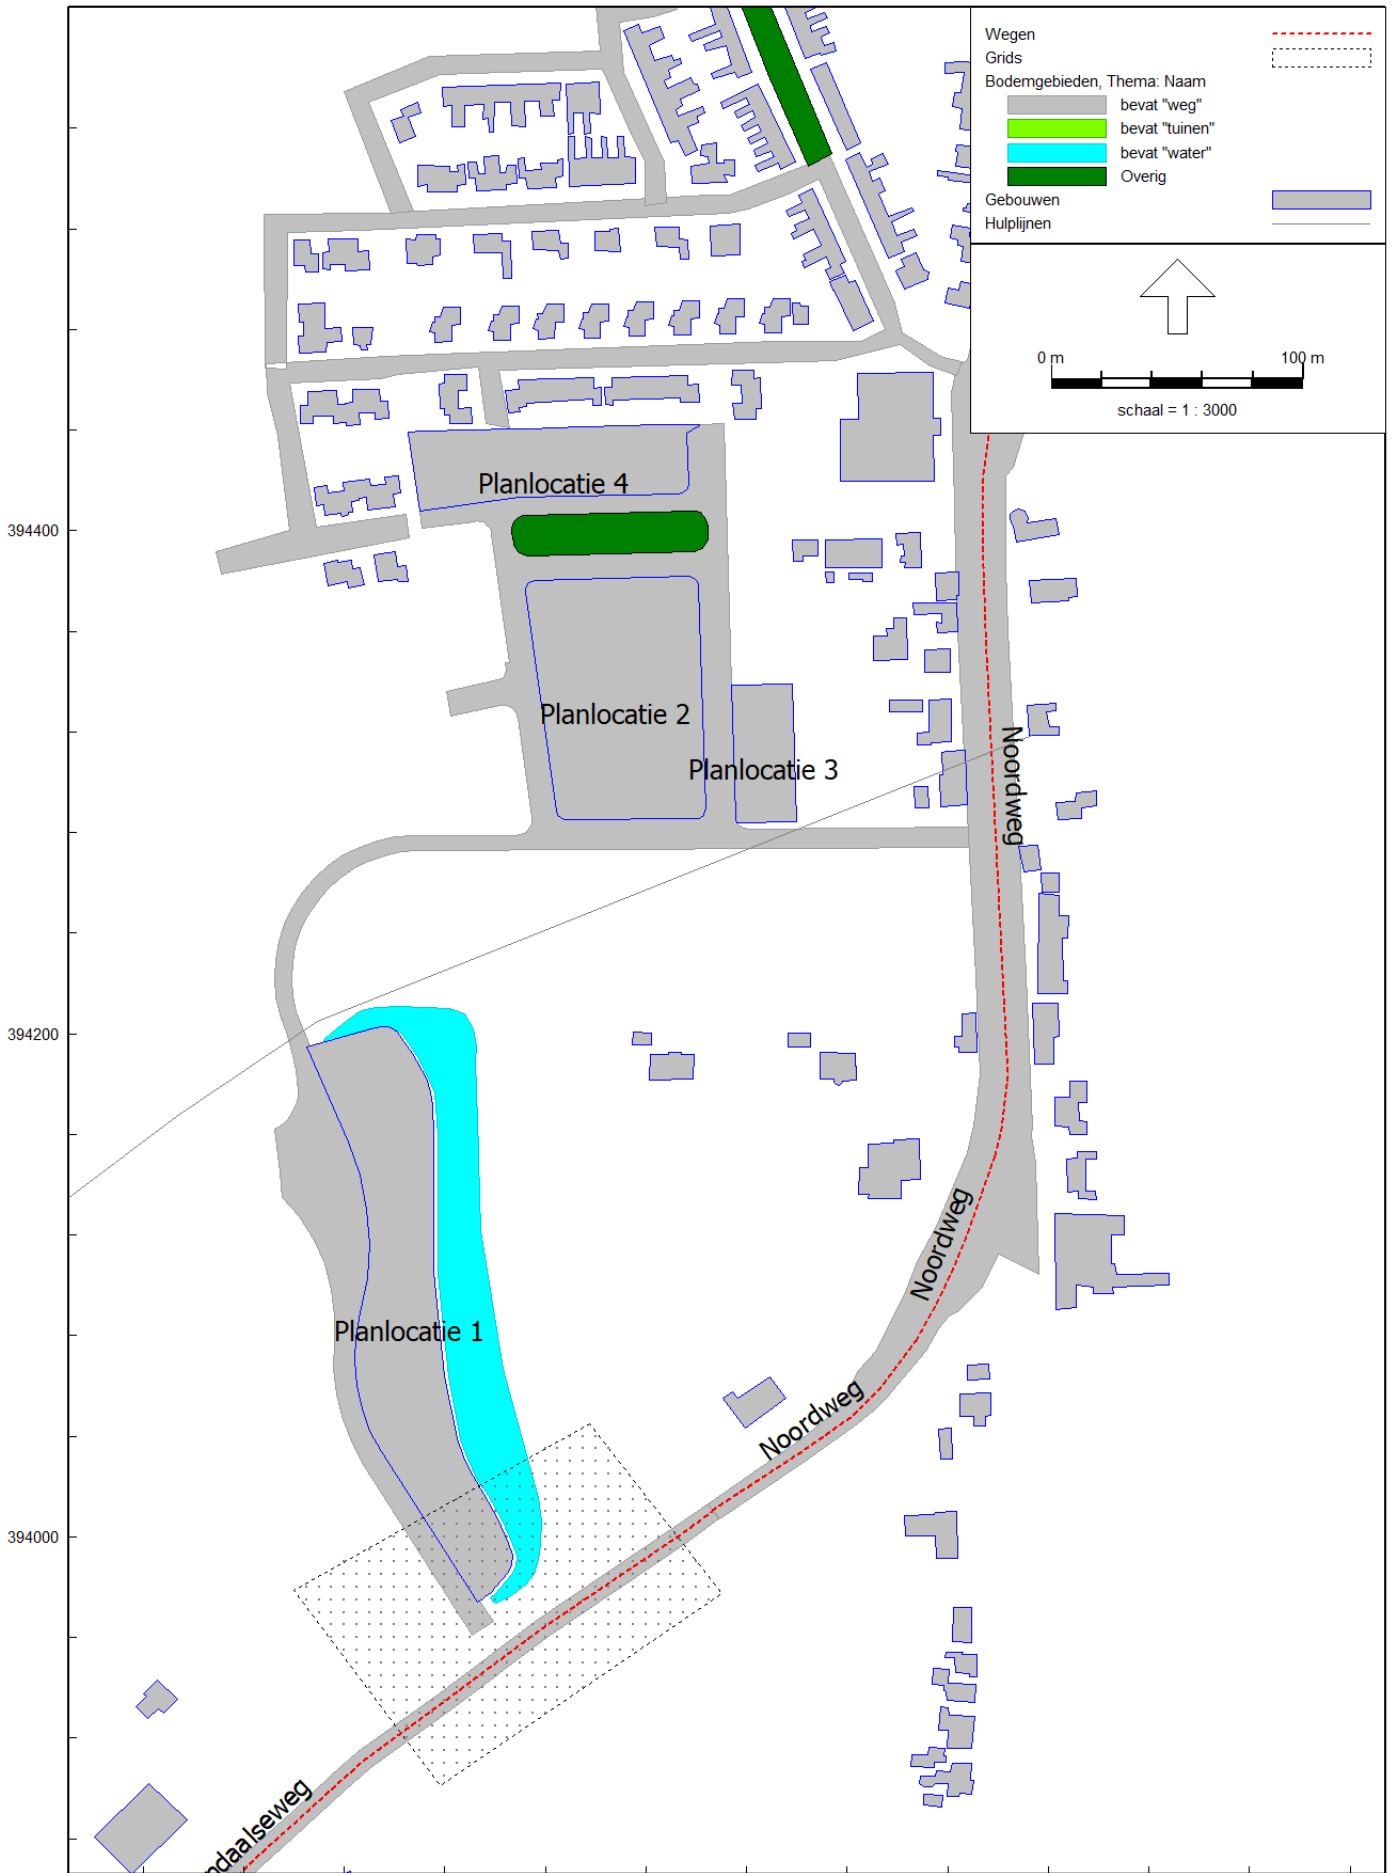 Wegen
Grids
Bodemgebieden, Thema: Naam
bevat "weg"
bevat "tuinen"
bevat "water"
Overig
Gebouwen
Hulplijnen
0 m 100 m
schaal = 1 : 3000
Planlocatie 4
394400
Planlocatie 2
Planlocatie 3
Noordweg
394200
Noordweg
Planlocatie 1
Noordweg
394000
ndaalseweg